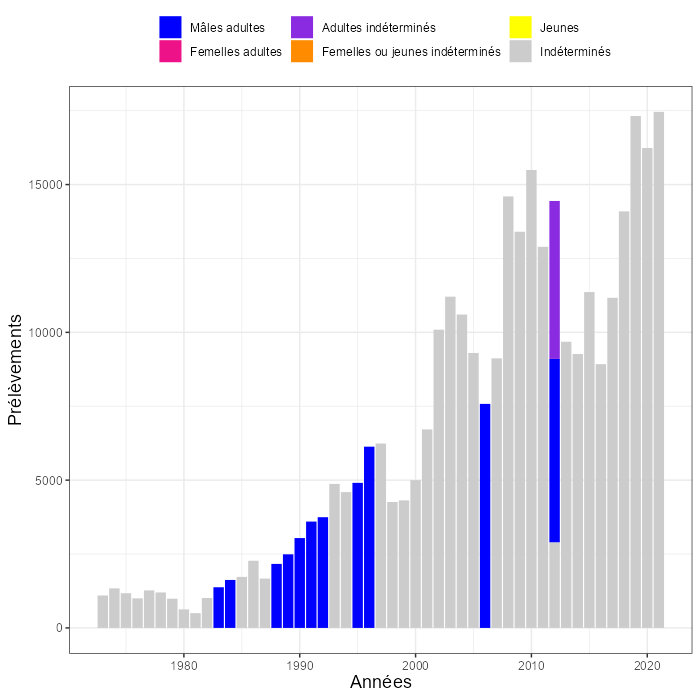 Mâles adultes Adultes indéterminés Jeunes
Femelles adultes Femelles ou jeunes indéterminés Indéterminés
15000
10000
5000
0
Prélèvements
1980 1990 2000 2010 2020
Années